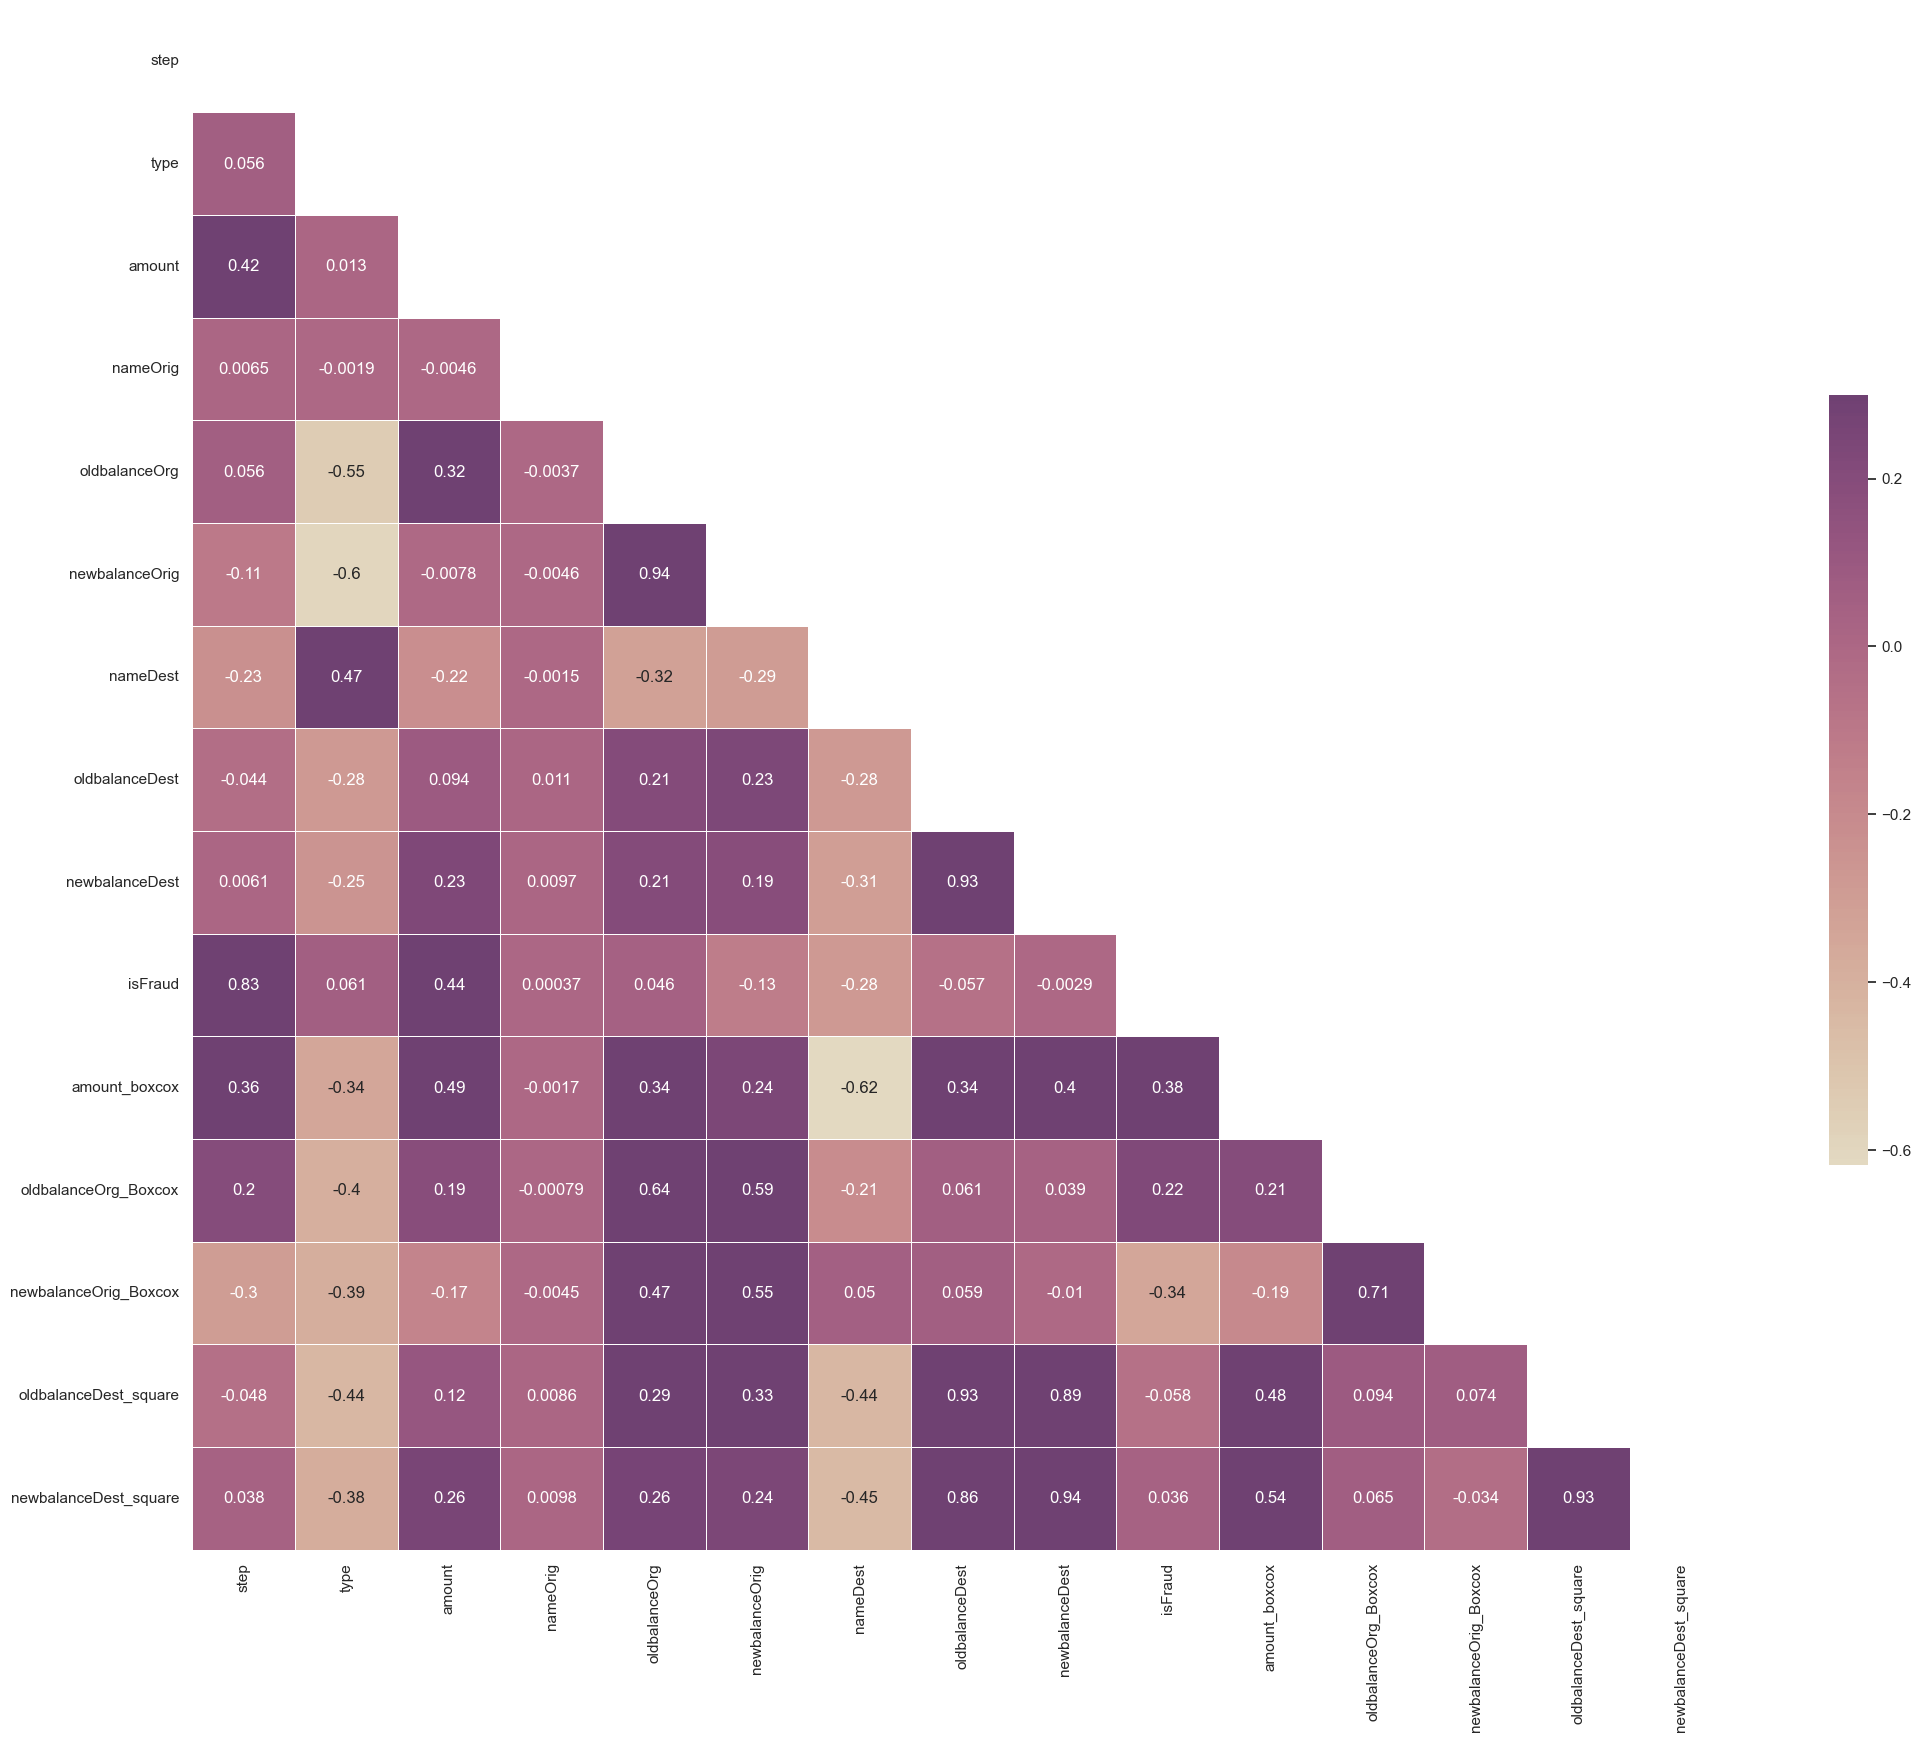 step
type 0.056
amount 0.42 0.013
nameOrig 0.0065 -0.0019 -0.0046
oldbalanceOrg 0.056 -0.55 0.32 -0.0037
newbalanceOrig -0.11 -0.6 -0.0078 -0.0046 0.94
nameDest -0.23 0.47 -0.22 -0.0015 -0.32 -0.29
oldbalanceDest -0.044 -0.28 0.094 0.011 0.21 0.23 -0.28
newbalanceDest 0.0061 -0.25 0.23 0.0097 0.21 0.19 -0.31 0.93
isFraud 0.83 0.061 0.44 0.00037 0.046 -0.13 -0.28 -0.057 -0.0029
amount_boxcox 0.36 -0.34 0.49 -0.0017 0.34 0.24 -0.62 0.34 0.4 0.38
oldbalanceOrg_Boxcox 0.2 -0.4 0.19 -0.00079 0.64 0.59 -0.21 0.061 0.039 0.22 0.21
newbalanceOrig_Boxcox -0.3 -0.39 -0.17 -0.0045 0.47 0.55 0.05 0.059 -0.01 -0.34 -0.19 0.71
oldbalanceDest_square -0.048 -0.44 0.12 0.0086 0.29 0.33 -0.44 0.93 0.89 -0.058 0.48 0.094 0.074
newbalanceDest_square 0.038 -0.38 0.26 0.0098 0.26 0.24 -0.45 0.86 0.94 0.036 0.54 0.065 -0.034 0.93
step
type
amount
nameOrig
oldbalanceOrg
newbalanceOrig
nameDest
oldbalanceDest
newbalanceDest
isFraud
amount_boxcox
oldbalanceOrg_Boxcox
newbalanceOrig_Boxcox
oldbalanceDest_square
newbalanceDest_square
0.2
0.0
−0.2
−0.4
−0.6